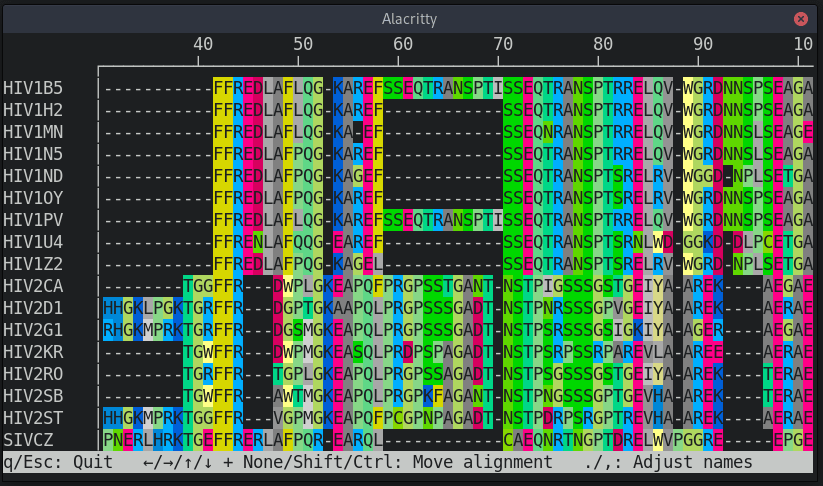 Alacritty
40 50 60 70 80 90 10
HIV1B5 -----------FFREDLAFLQG-KAREFSSEQTRANSPTISSEQTRANSPTRRELQV-WGRDNNSPSEAGA
HIV1H2 -----------FFREDLAFLQG-KAREF------------SSEQTRANSPTRRELQV-WGRDNNSPSEAGA
HIV1MN -----------FFREDLAFLQG-KA-EF------------SSEQNRANSPTRRELQV-WGRDNNSLSEAGE
HIV1N5 -----------FFREDLAFPQG-KAREF------------SSEQTRANSPTRRELQV-WGRDNNSLSEAGA
HIV1ND -----------FFREDLAFPQG-KAGEF------------SSEQTRANSPTSRELRV-WGGD-NPLSETGA
HIV1OY -----------FFREDLAFPQG-KAREF------------SSEQTRANSPTSRELRV-WGRDNNSPSEAGA
HIV1PV -----------FFREDLAFLQG-KAREFSSEQTRANSPTISSEQTRANSPTRRELQV-WGRDNNSPSEAGA
HIV1U4 -----------FFRENLAFQQG-EAREF------------SSEQTRANSPTSRNLWD-GGKD-DLPCETGA
HIV1Z2 -----------FFREDLAFPQG-KAGEL------------SSEQTRANSPTSRELRV-WGRD-NPLSETGA
HIV2CA --------TGGFFR---DWPLGKEAPQFPRGPSSTGANT-NSTPIGSSSGSTGEIYA-AREK----AEGAE
HIV2D1 HHGKLPGKTGRFFR---DGPTGKAAPQLPRGPSSSGADT-NSTPNRSSSGPVGEIYA-AREK----AERAE
HIV2G1 RHGKMPRKTGRFFR---DGSMGKEAPQLPRGPSSSGADT-NSTPSRSSSGSIGKIYA-AGER----AEGAE
HIV2KR --------TGWFFR---DWPMGKEASQLPRDPSPAGADT-NSTPSRPSSRPAREVLA-AREE----AERAE
HIV2RO --------TGRFFR---TGPLGKEAPQLPRGPSSAGADT-NSTPSGSSSGSTGEIYA-AREK----TERAE
HIV2SB --------TGWFFR---AWTMGKEAPQLPRGPKFAGANT-NSTPNGSSSGPTGEVHA-AREK----TERAE
HIV2ST HHGKMPRKTGGFFR---VGPMGKEAPQFPCGPNPAGADT-NSTPDRPSRGPTREVHA-AREK----AERAE
SIVCZ PNERLHRKTGEFFRERLAFPQR-EARQL------------CAEQNRTNGPTDRELWVPGGRE-----EPGE
q/Esc: Quit   ←/→/↑/↓ + None/Shift/Ctrl: Move alignment   ./,: Adjust names